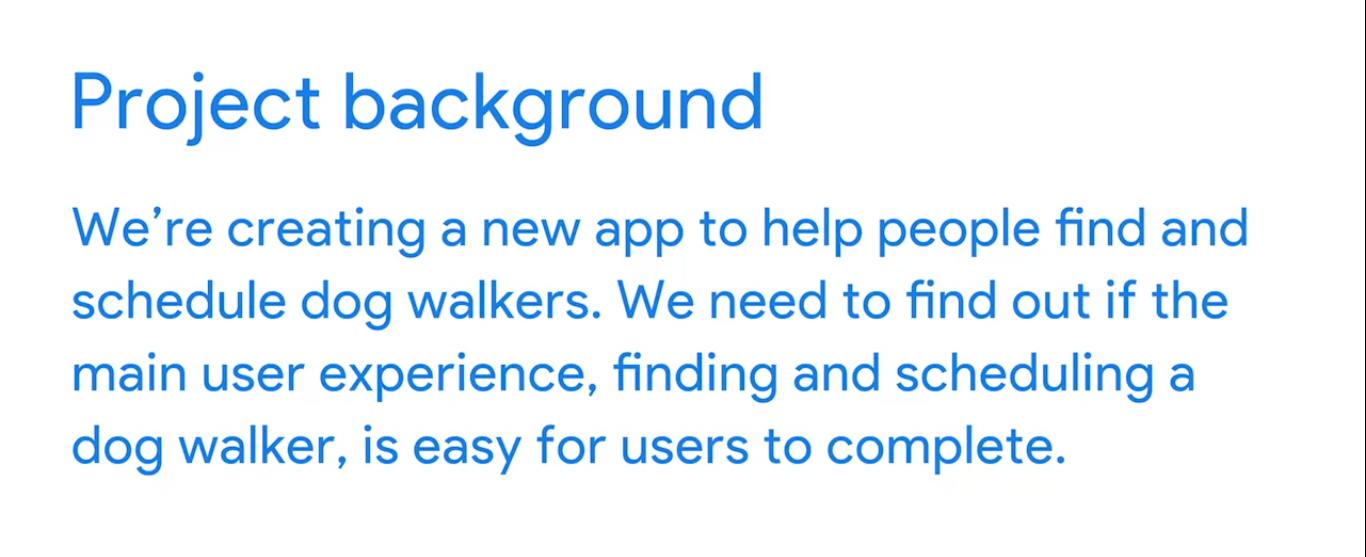 Project background
We’re creating a new app to help people find and
schedule dog walkers. We need to find out if the
main user experience, finding and scheduling a
dog walker, is easy for users to complete.